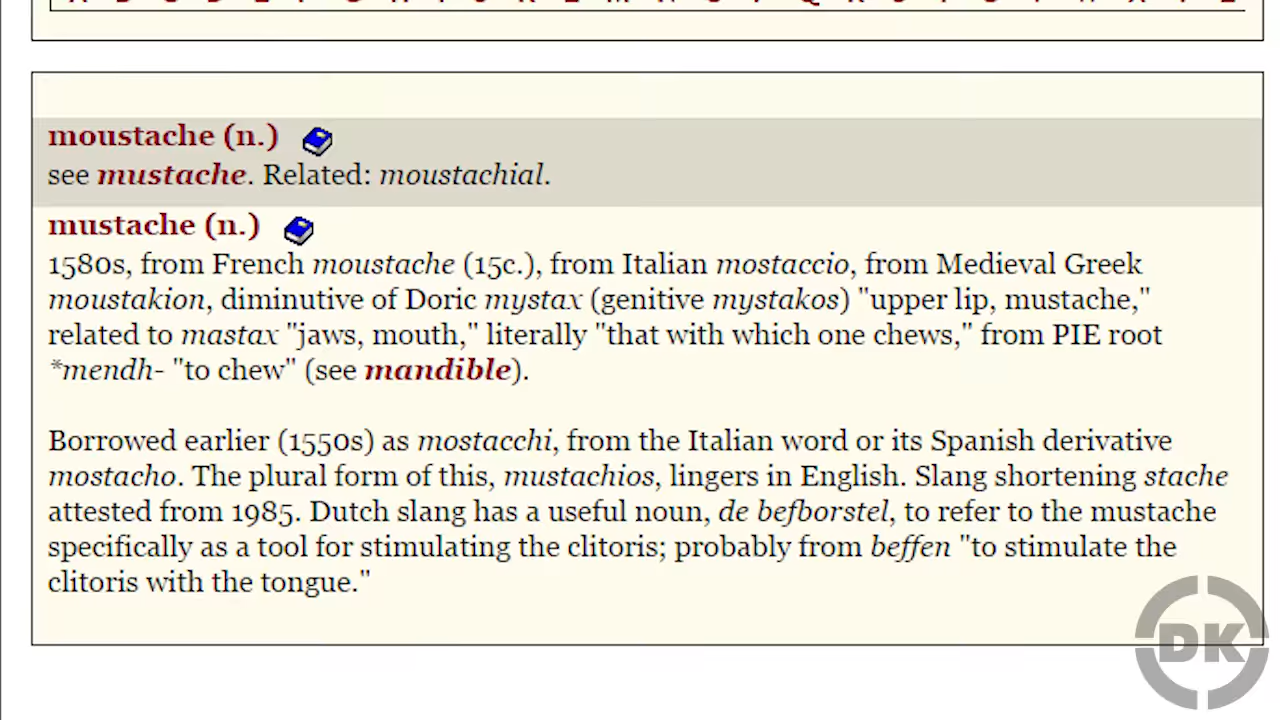 moustache (n.)
see mustache. Related: moustachial.
mustache (n.)
1580s, from French moustache (15c.), from Italian mostaccio, from Medieval Greek
moustakion, diminutive of Doric mystax (genitive mystakos) "upper lip, mustache,"
related to mastax "jaws, mouth," literally "that with which one chews," from PIE root
*mendh- "to chew" (see mandible).
Borrowed earlier (1550s) as mostacchi, from the Italian word or its Spanish derivative
mostacho. The plural form of this, mustachios, lingers in English. Slang shortening stache
attested from 1985. Dutch slang has a useful noun, de befborstel, to refer to the mustache
specifically as a tool for stimulating the clitoris; probably from beffen "to stimulate the
clitoris with the tongue."
DK